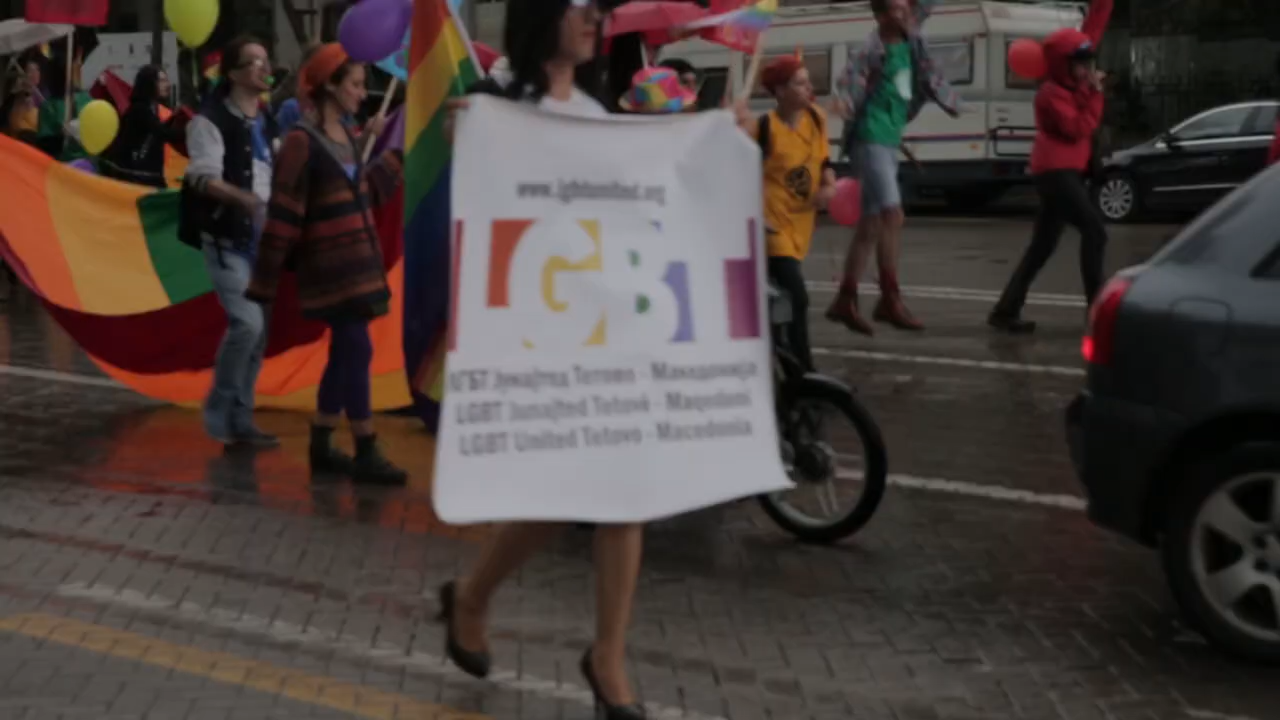 www.lgbtunited.org
LGBT
ЛГБТ Јунајтед Тетово - Македонија
LGBT Junajted Tetovë - Maqedoni
LGBT United Tetovo - Macedonia